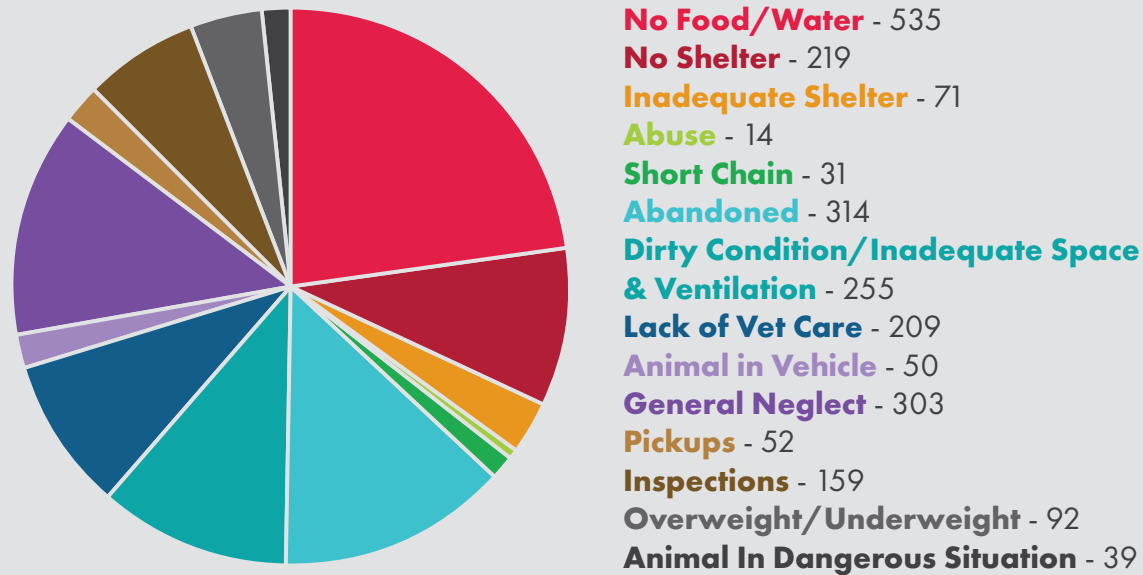 No Food/Water - 535
No Shelter - 219
Inadequate Shelter - 71
Abuse - 14
Short Chain - 31
Abandoned - 314
Dirty Condition/Inadequate Space
& Ventilation - 255
Lack of Vet Care - 209
Animal in Vehicle - 50
General Neglect - 303
Pickups - 52
Inspections - 159
Overweight/Underweight - 92
Animal In Dangerous Situation - 39